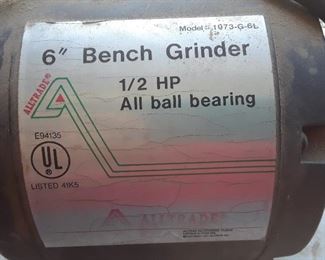 Model# 1073-G-6L
6" Bench Grinder
1/2 HP
All ball bearing
ALLTRADE®
E94135
UL®
LISTED 41K5
ALLTRADE®